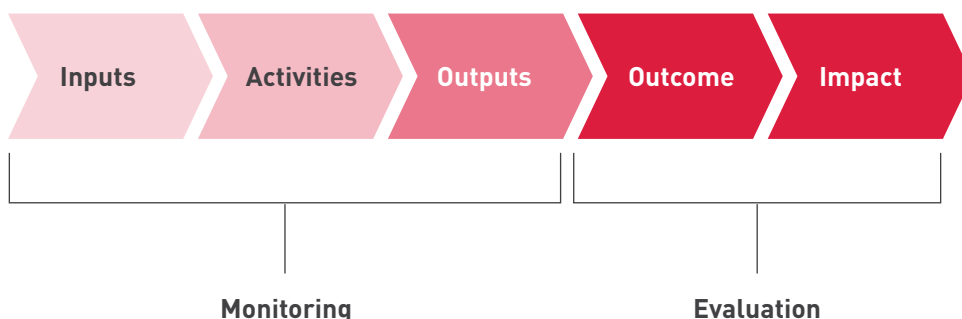 Inputs
Activities
Outputs
Outcome
Impact
Monitoring
Evaluation